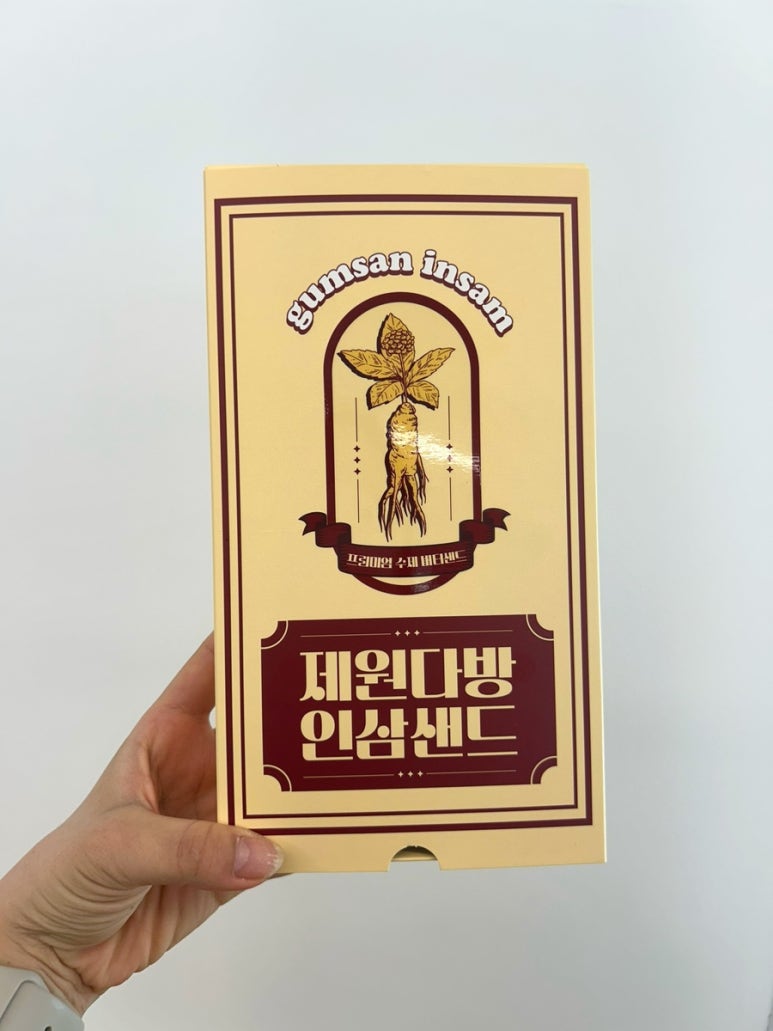 gumsan insam
프리미엄 수제 버터샌드
제원다방
인삼샌드